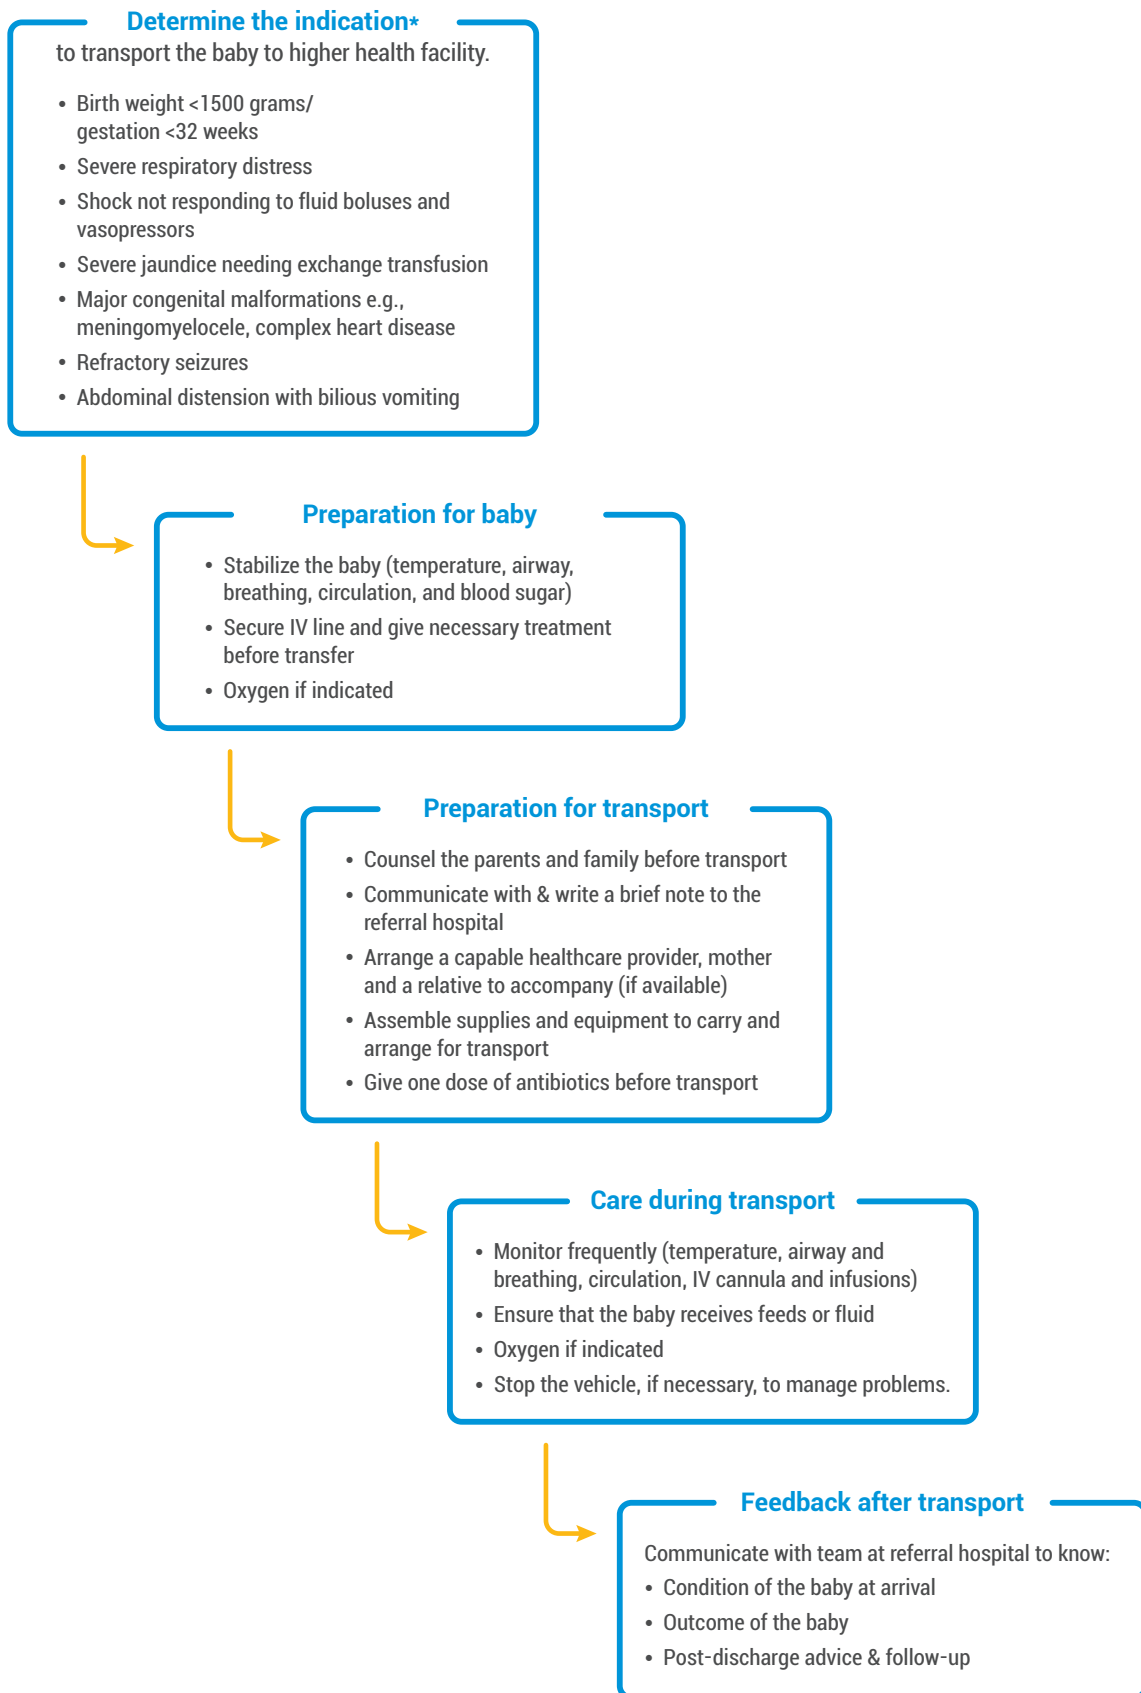 Determine the indication*
to transport the baby to higher health facility.
• Birth weight <1500 grams/
gestation <32 weeks
• Severe respiratory distress
• Shock not responding to fluid boluses and
vasopressors
• Severe jaundice needing exchange transfusion
• Major congenital malformations e.g.,
meningomyelocele, complex heart disease
• Refractory seizures
• Abdominal distension with bilious vomiting
Preparation for baby
• Stabilize the baby (temperature, airway,
breathing, circulation, and blood sugar)
• Secure IV line and give necessary treatment
before transfer
• Oxygen if indicated
Preparation for transport
• Counsel the parents and family before transport
• Communicate with & write a brief note to the
referral hospital
• Arrange a capable healthcare provider, mother
and a relative to accompany (if available)
• Assemble supplies and equipment to carry and
arrange for transport
• Give one dose of antibiotics before transport
Care during transport
• Monitor frequently (temperature, airway and
breathing, circulation, IV cannula and infusions)
• Ensure that the baby receives feeds or fluid
• Oxygen if indicated
• Stop the vehicle, if necessary, to manage problems.
Feedback after transport
Communicate with team at referral hospital to know:
• Condition of the baby at arrival
• Outcome of the baby
• Post-discharge advice & follow-up